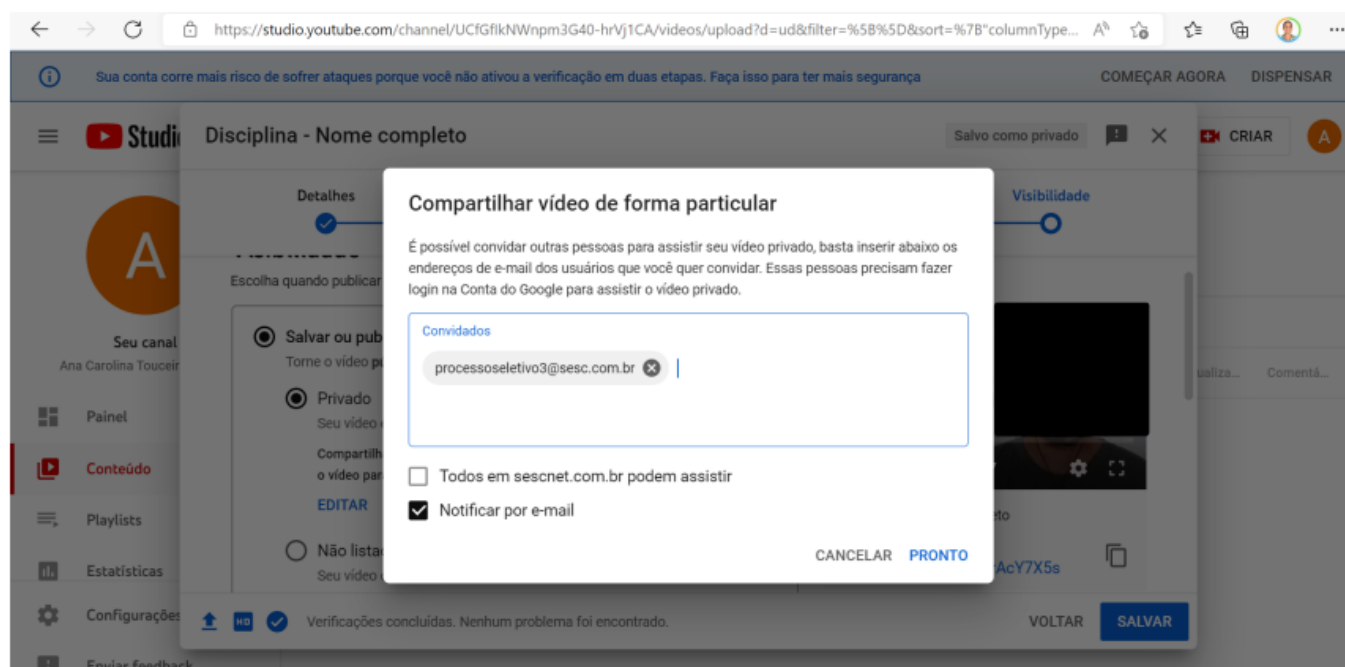 https://studio.youtube.com/channel/UCfGflkNWnpm3G40-hrVj1CA/videos/upload?d=ud&filter=%5B%5D&sort=%7B"columnType...
Sua conta corre mais risco de sofrer ataques porque você não ativou a verificação em duas etapas. Faça isso para ter mais segurança
COMEÇAR AGORA
DISPENSAR
Studio
Disciplina - Nome completo
Salvo como privado
CRIAR
A
Detalhes
Visibilidade
A
Compartilhar vídeo de forma particular
É possível convidar outras pessoas para assistir seu vídeo privado, basta inserir abaixo os
endereços de e-mail dos usuários que você quer convidar. Essas pessoas precisam fazer
login na Conta do Google para assistir o vídeo privado.
Convidados
processoseletivo3@sesc.com.br
Todos em sescnet.com.br podem assistir
Notificar por e-mail
CANCELAR
PRONTO
Escolha quando publicar
Salvar ou pub
Torne o vídeo
Privado
Seu vídeo
Compartilh
o vídeo par
EDITAR
Não lista
Seu vídeo
AcY7X5s
Seu canal
Ana Carolina Touceir
Painel
Conteúdo
Playlists
Estatísticas
Configurações
Enviar feedback
ualiza...
Comentá...
HD
Verificações concluídas. Nenhum problema foi encontrado.
VOLTAR
SALVAR